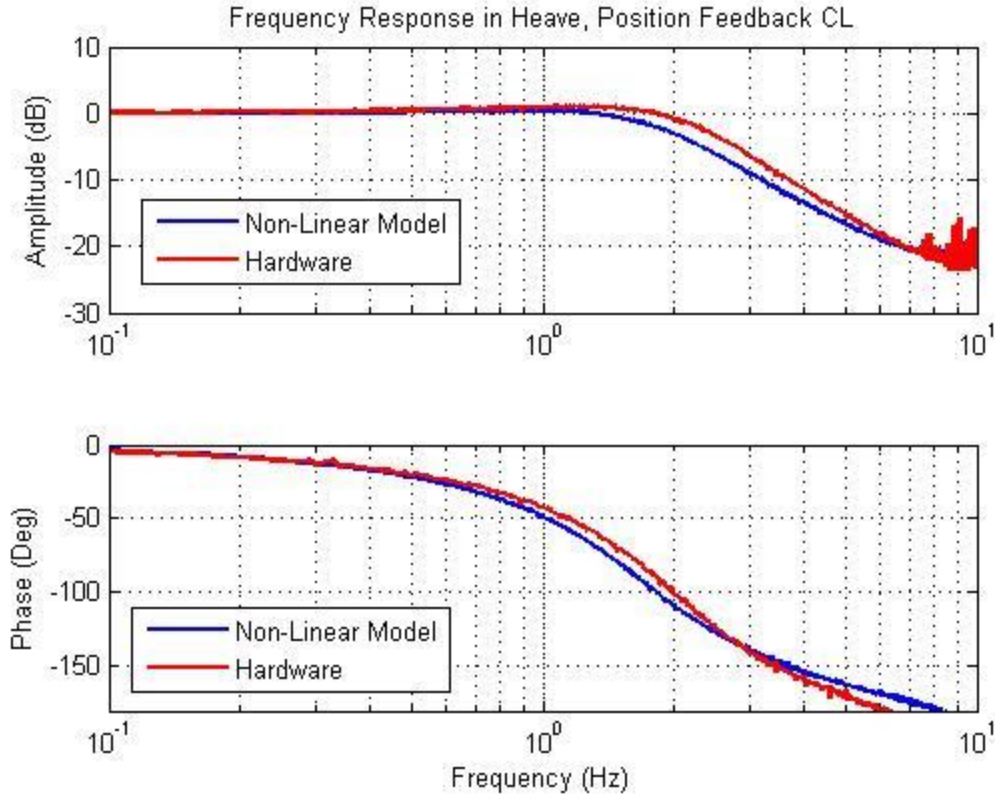 Frequency Response in Heave, Position Feedback CL
Amplitude (dB)
10
0
-10
-20
-30
Non-Linear Model
Hardware
10^-1
10^0
10^1
Phase (Deg)
0
-50
-100
-150
Non-Linear Model
Hardware
10^-1
10^0
10^1
Frequency (Hz)